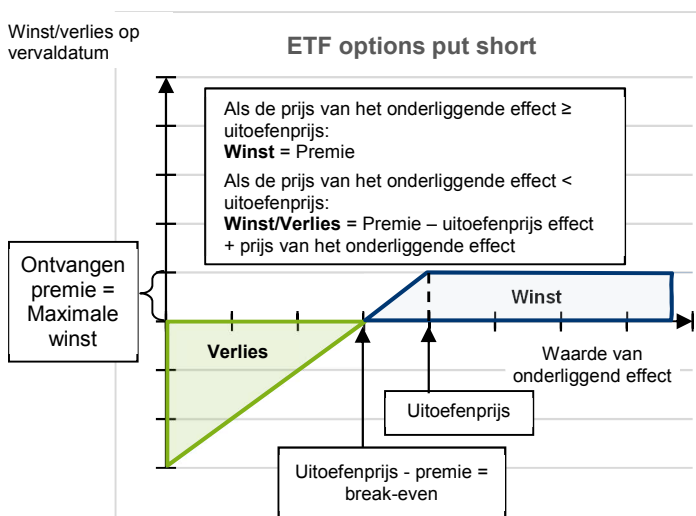 Winst/verlies op
vervaldatum
ETF options put short
Als de prijs van het onderliggende effect ≥
uitoefenprijs:
Winst = Premie
Als de prijs van het onderliggende effect <
uitoefenprijs:
Winst/Verlies = Premie – uitoefenprijs effect
+ prijs van het onderliggende effect
Ontvangen
premie =
Maximale
winst
Winst
Verlies
Waarde van
onderliggend effect
Uitoefenprijs
Uitoefenprijs - premie =
break-even